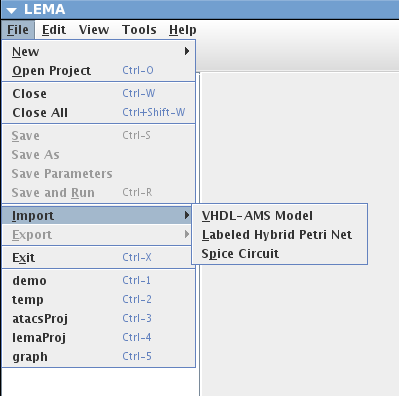 LEMA
File Edit View Tools Help
New
Open Project Ctrl-O
Close Ctrl-W
Close All Ctrl+Shift-W
Save Ctrl-S
Save As
Save Parameters
Save and Run Ctrl-R
Import
VHDL-AMS Model
Export
Labeled Hybrid Petri Net
Spice Circuit
Exit Ctrl-X
demo Ctrl-1
temp Ctrl-2
atacsProj Ctrl-3
lemaProj Ctrl-4
graph Ctrl-5